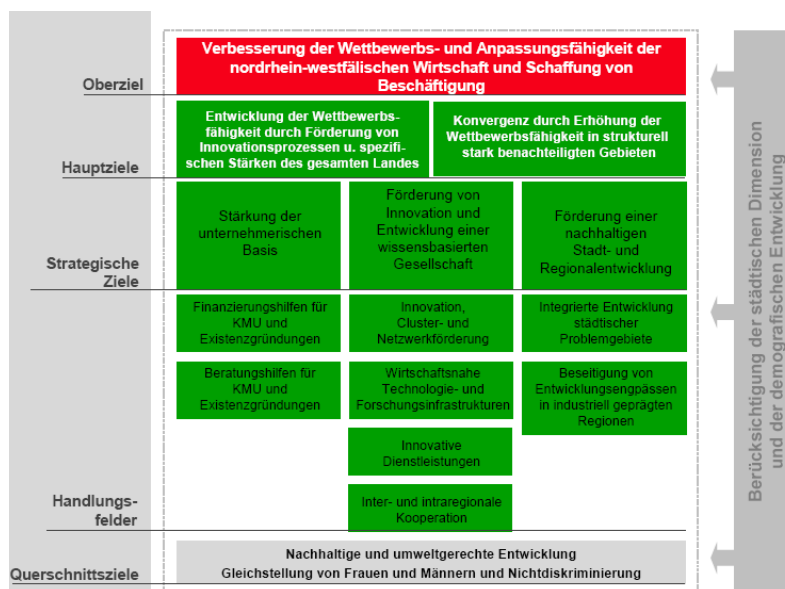 Verbesserung der Wettbewerbs- und Anpassungsfähigkeit der
nordrhein-westfälischen Wirtschaft und Schaffung von
Beschäftigung
Oberziel
Entwicklung der Wettbewerbs-
fähigkeit durch Förderung von
Innovationsprozessen u. spezifi-
schen Stärken des gesamten Landes
Konvergenz durch Erhöhung der
Wettbewerbsfähigkeit in strukturell
stark benachteiligten Gebieten
Hauptziele
Stärkung der
unternehmerischen
Basis
Förderung von
Innovation und
Entwicklung einer
wissensbasierten
Gesellschaft
Förderung einer
nachhaltigen
Stadt- und
Regionalentwicklung
Strategische
Ziele
Finanzierungshilfen für
KMU und
Existenzgründungen
Innovation,
Cluster- und
Netzwerkförderung
Integrierte Entwicklung
städtischer
Problemgebiete
Beratungshilfen für
KMU und
Existenzgründungen
Wirtschaftsnahe
Technologie- und
Forschungsinfrastrukturen
Beseitigung von
Entwicklungsengpässen
in industriell geprägten
Regionen
Innovative
Dienstleistungen
Inter- und intraregionale
Kooperation
Handlungs-
felder
Nachhaltige und umweltgerechte Entwicklung
Gleichstellung von Frauen und Männern und Nichtdiskriminierung
Querschnittsziele
Berücksichtigung der städtischen Dimension
und der demografischen Entwicklung